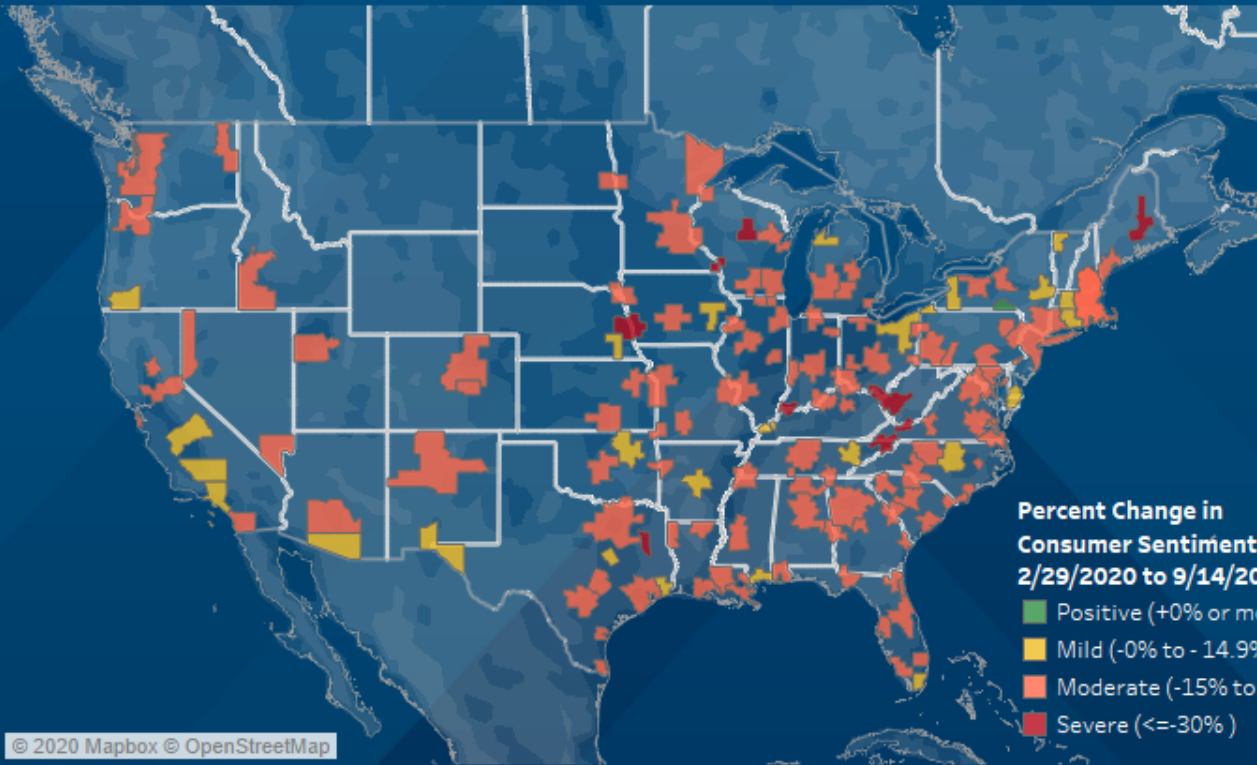 Percent Change in
Consumer Sentiment
2/29/2020 to 9/14/20
Positive (+0% or m
Mild (-0% to - 14.9%
Moderate (-15% to
Severe (<=-30% )
© 2020 Mapbox © OpenStreetMap